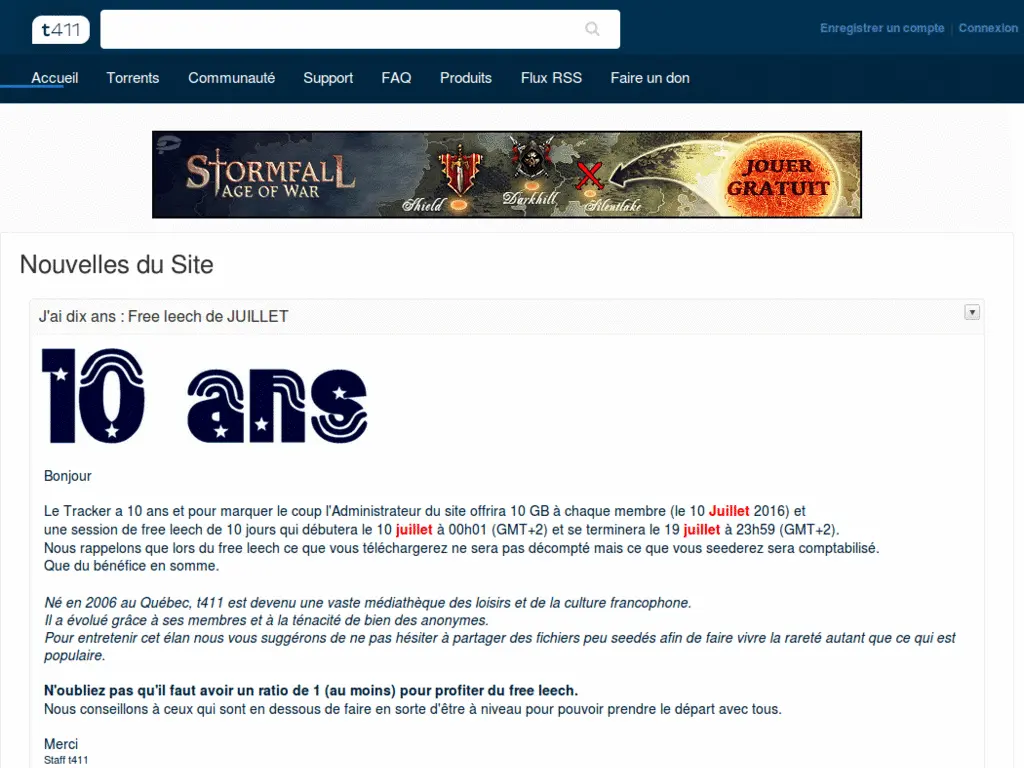 t411
Enregistrer un compte | Connexion
Accueil Torrents Communauté Support FAQ Produits Flux RSS Faire un don
STORMFALL
AGE OF WAR
Shield
Darkhill
Silentlake
JOUER
GRATUIT
Nouvelles du Site
J'ai dix ans : Free leech de JUILLET
10 ans
Bonjour
Le Tracker a 10 ans et pour marquer le coup l'Administrateur du site offrira 10 GB à chaque membre (le 10 Juillet 2016) et
une session de free leech de 10 jours qui débutera le 10 juillet à 00h01 (GMT+2) et se terminera le 19 juillet à 23h59 (GMT+2).
Nous rappelons que lors du free leech ce que vous téléchargerez ne sera pas décompté mais ce que vous seederez sera comptabilisé.
Que du bénéfice en somme.
Né en 2006 au Québec, t411 est devenu une vaste médiathèque des loisirs et de la culture francophone.
Il a évolué grâce à ses membres et à la ténacité de bien des anonymes.
Pour entretenir cet élan nous vous suggérons de ne pas hésiter à partager des fichiers peu seedés afin de faire vivre la rareté autant que ce qui est
populaire.
N'oubliez pas qu'il faut avoir un ratio de 1 (au moins) pour profiter du free leech.
Nous conseillons à ceux qui sont en dessous de faire en sorte d'être à niveau pour pouvoir prendre le départ avec tous.
Merci
Staff t411